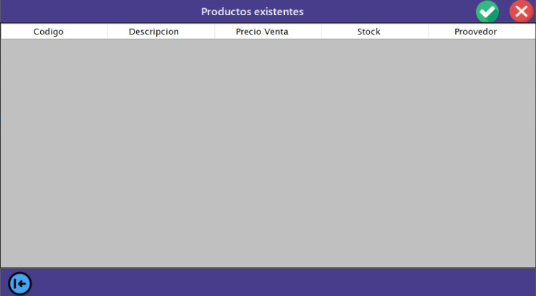 Productos existentes
Codigo Descripcion Precio Venta Stock Proovedor